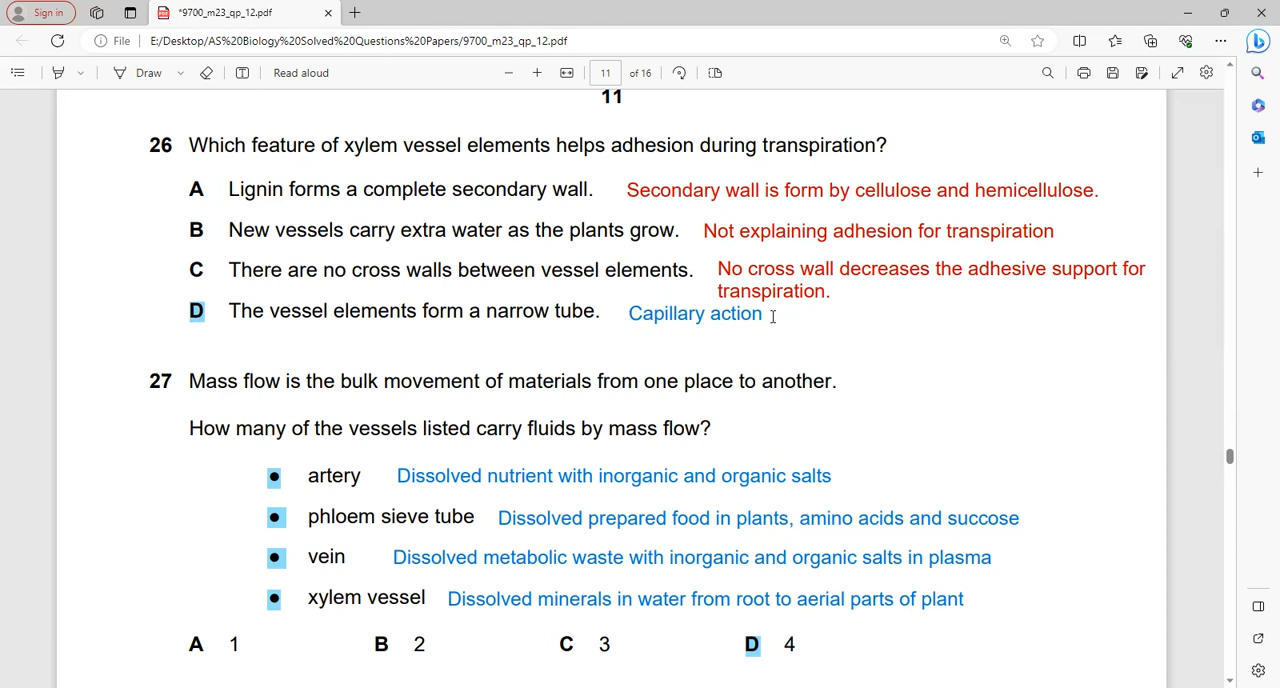 Sign in
*9700_m23_qp_12.pdf
File
E:/Desktop/AS%20Biology%20Solved%20Questions%20Papers/9700_m23_qp_12.pdf
Draw
Read aloud
11
of 16
11
26 Which feature of xylem vessel elements helps adhesion during transpiration?
A Lignin forms a complete secondary wall. Secondary wall is form by cellulose and hemicellulose.
B New vessels carry extra water as the plants grow. Not explaining adhesion for transpiration
C There are no cross walls between vessel elements. No cross wall decreases the adhesive support for
transpiration.
D The vessel elements form a narrow tube. Capillary action
27 Mass flow is the bulk movement of materials from one place to another.
How many of the vessels listed carry fluids by mass flow?
• artery Dissolved nutrient with inorganic and organic salts
• phloem sieve tube Dissolved prepared food in plants, amino acids and succose
• vein Dissolved metabolic waste with inorganic and organic salts in plasma
• xylem vessel Dissolved minerals in water from root to aerial parts of plant
A 1 B 2 C 3 D 4